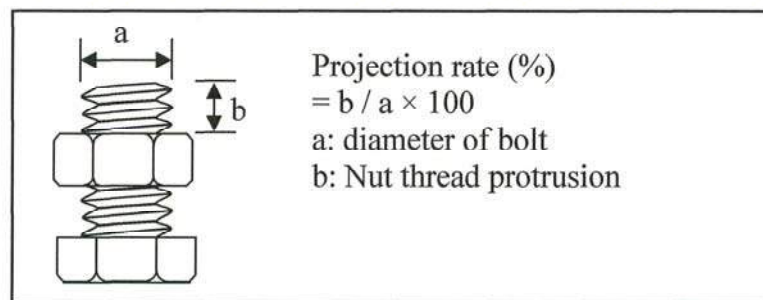 a
b
Projection rate (%)
= b / a × 100
a: diameter of bolt
b: Nut thread protrusion